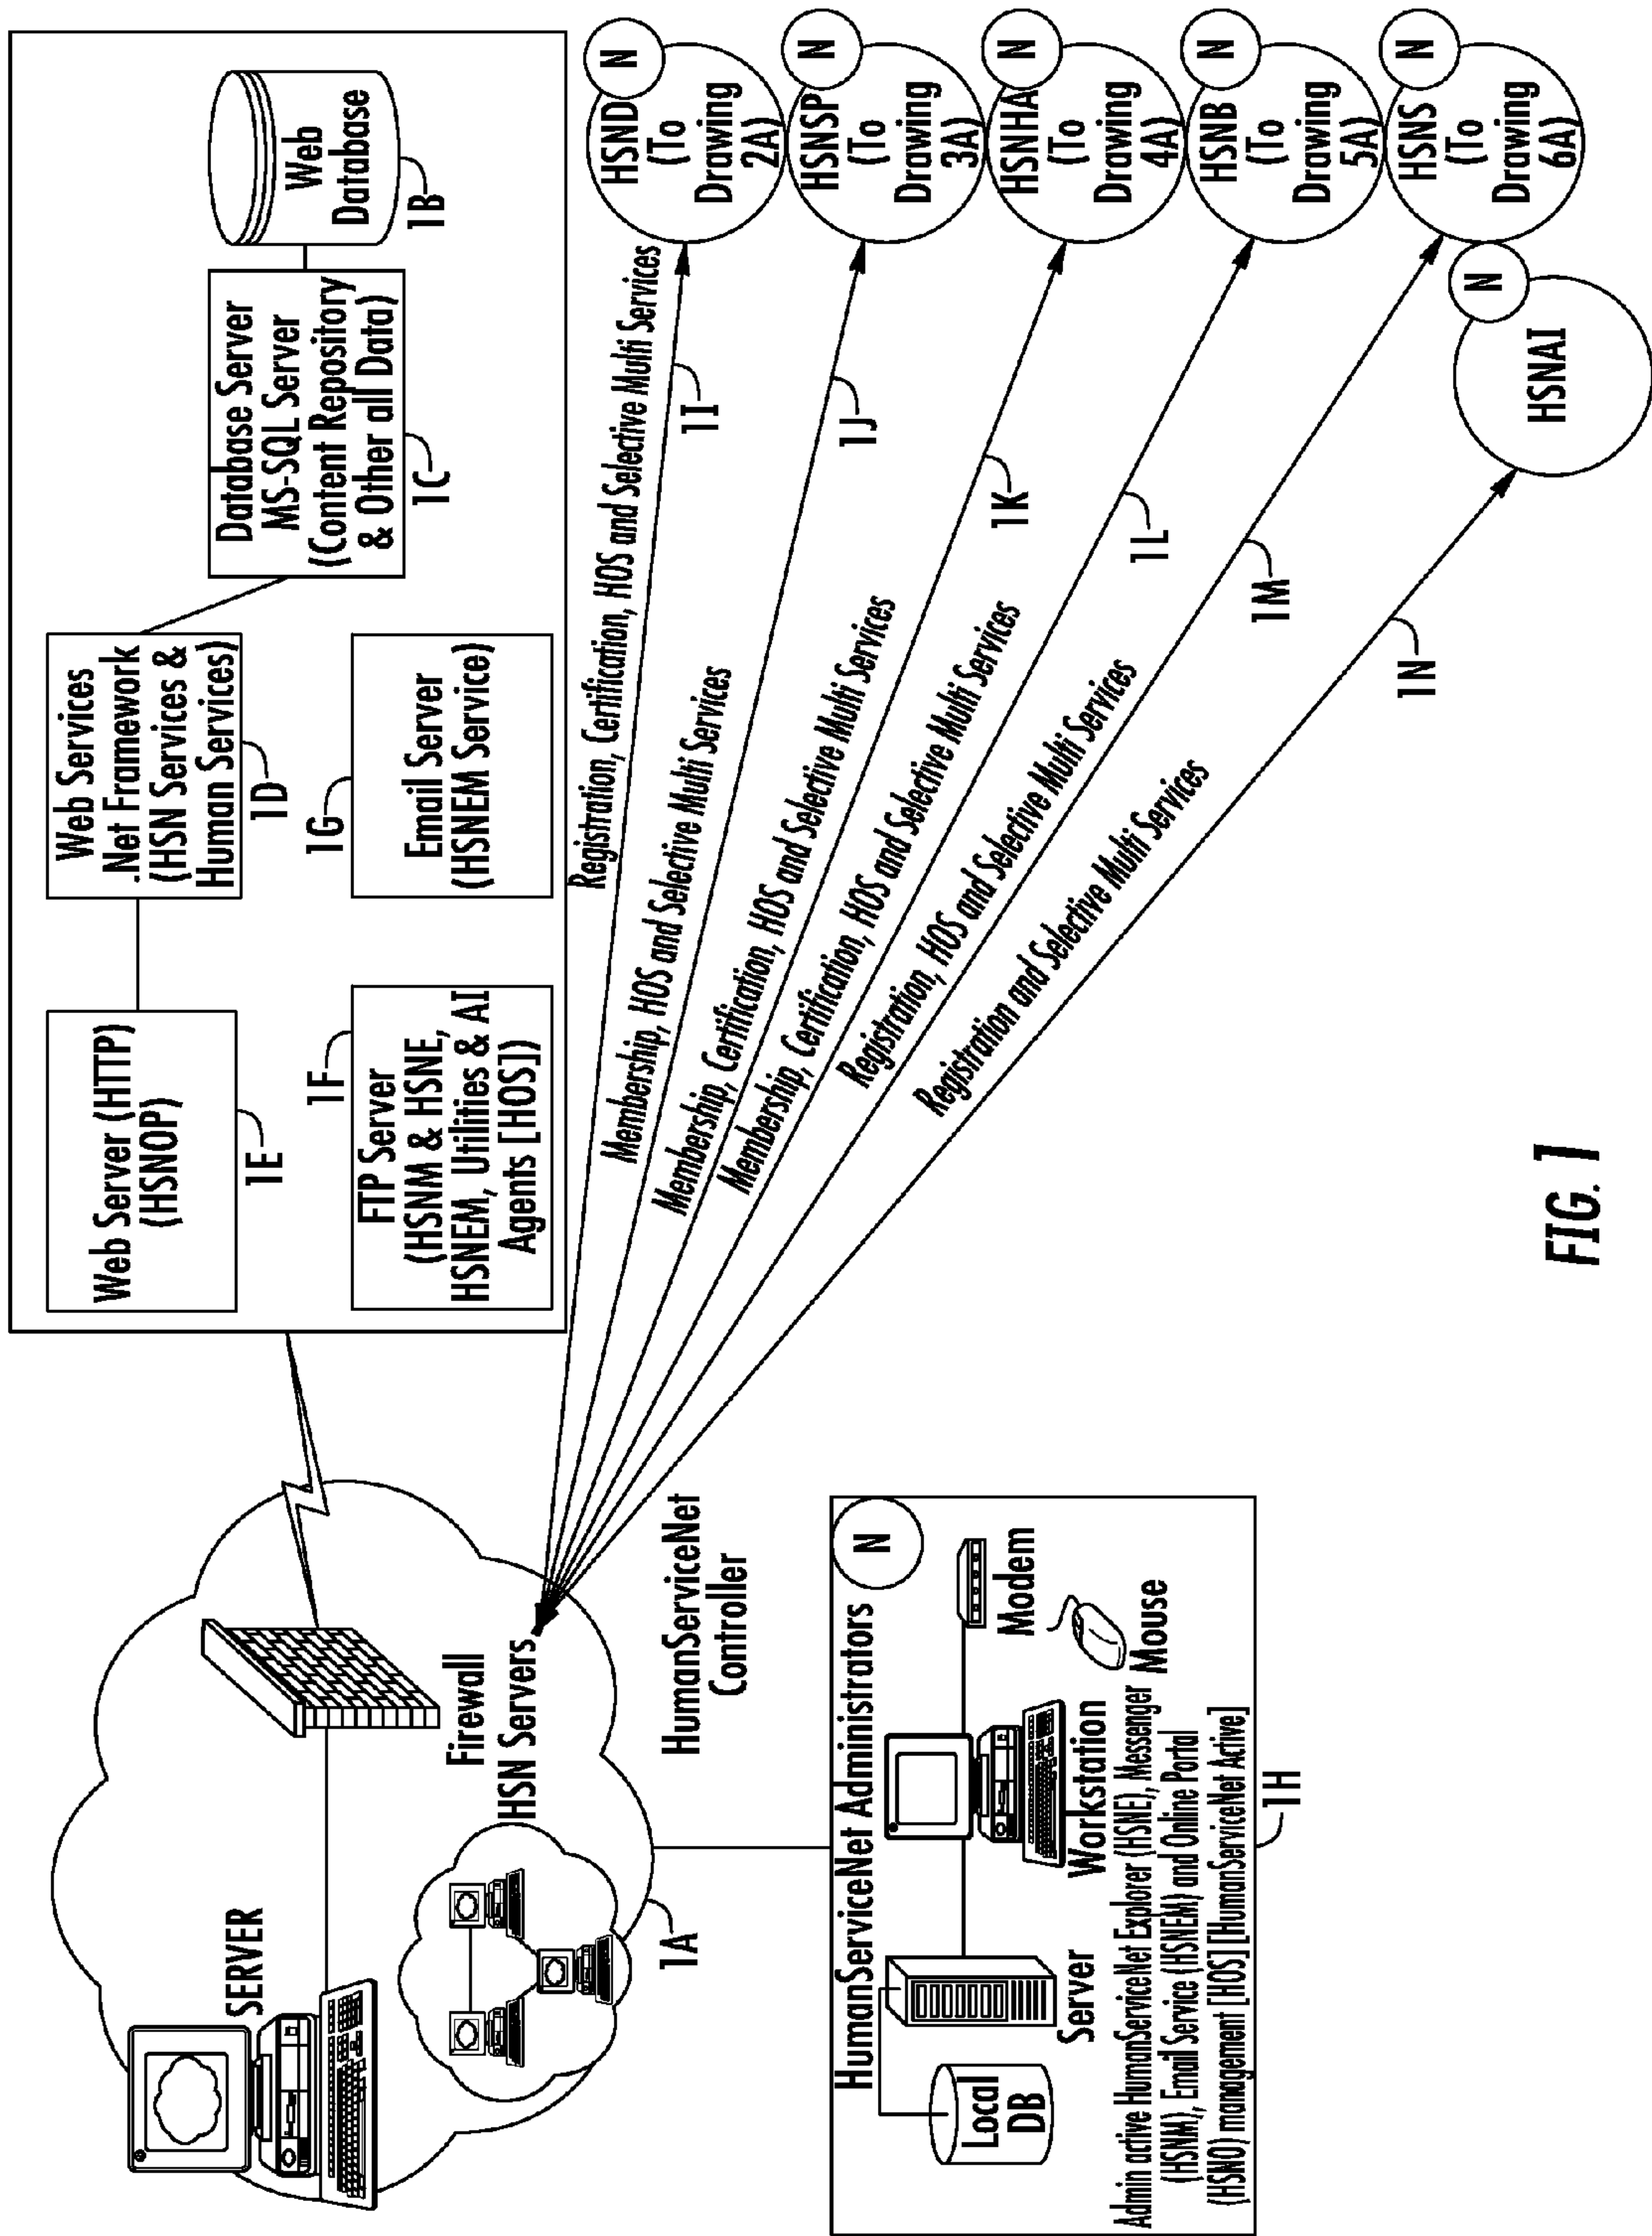 SERVER
Firewall
HSN Servers
1A
HumanServiceNet
Controller
Web Server (HTTP)
(HSNOP)
1E
Web Services
.Net Framework
(HSN Services &
Human Services)
1D
Database Server
MS-SQL Server
(Content Repository
& Other all Data)
1C
Web
Database
1B
1F
FTP Server
(HSNM & HSNE,
HSNEM, Utilities & AI
Agents [HOS])
1G
Email Server
(HSNEM Service)
Registration, Certification, HOS and Selective Multi Services
1I
Membership, HOS and Selective Multi Services
1J
Membership, Certification, HOS and Selective Multi Services
1K
Membership, Certification, HOS and Selective Multi Services
1L
Registration, HOS and Selective Multi Services
1M
Registration and Selective Multi Services
1N
HSND
(To
Drawing
2A)
N
HSNSP
(To
Drawing
3A)
N
HSNHA
(To
Drawing
4A)
N
HSNB
(To
Drawing
5A)
N
HSNS
(To
Drawing
6A)
N
HSNAI
N
HumanServiceNet Administrators
N
Local
DB
Server
Workstation
Modem
Mouse
Admin active HumanServiceNet Explorer (HSNE), Messenger
(HSNM), Email Service (HSNEM) and Online Portal
(HSNO) management [HOS] [HumanServiceNet Active]
1H
FIG. 1